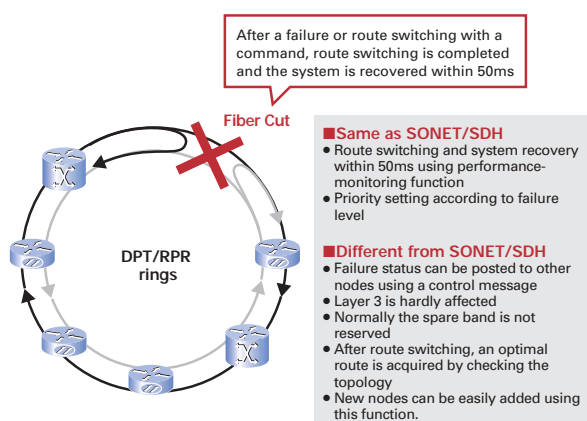 After a failure or route switching with a
command, route switching is completed
and the system is recovered within 50ms
Fiber Cut
DPT/RPR
rings
■Same as SONET/SDH
● Route switching and system recovery
within 50ms using performance-
monitoring function
● Priority setting according to failure
level
■Different from SONET/SDH
● Failure status can be posted to other
nodes using a control message
● Layer 3 is hardly affected
● Normally the spare band is not
reserved
● After route switching, an optimal
route is acquired by checking the
topology
● New nodes can be easily added using
this function.